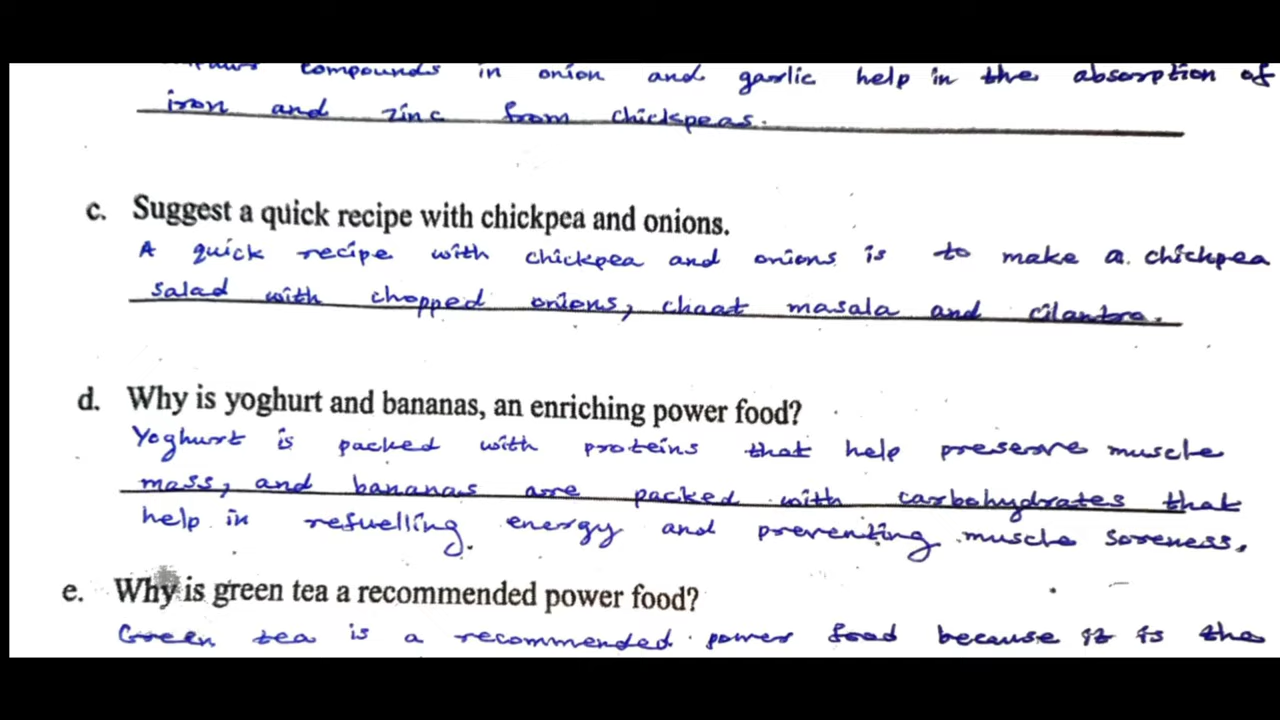 compounds in onion and garlic help in the absorption of
iron and zinc from chickpeas.
c. Suggest a quick recipe with chickpea and onions.
A quick recipe with chickpea and onions is to make a chickpea
salad with chopped onions, chaat masala and cilantro.
d. Why is yoghurt and bananas, an enriching power food?
Yoghurt is packed with proteins that help preserve muscle
mass, and bananas are packed with carbohydrates that
help in refuelling energy and preventing muscle soreness.
e. Why is green tea a recommended power food?
Green tea is a recommended power food because it is the